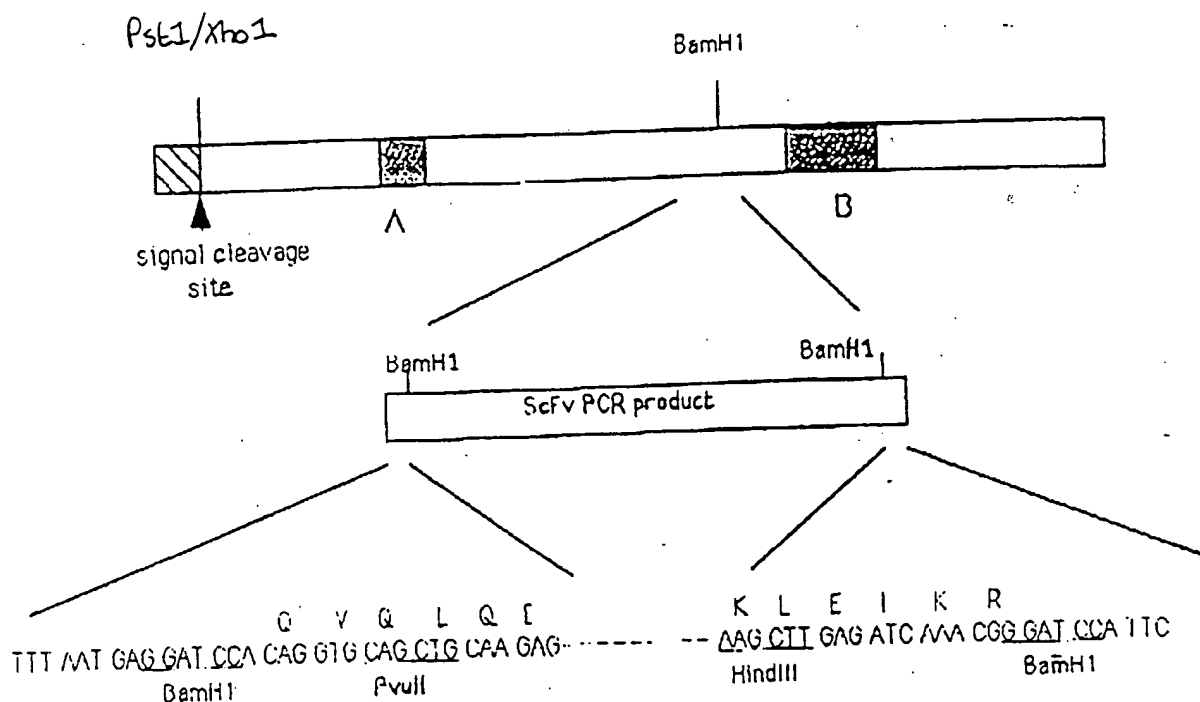 Pst1/Xho1
BamH1
A
B
signal cleavage
site
BamH1
BamH1
ScFv PCR product
Q V Q L Q E
K L E I K R
TTT AAT GAG GAT CCA CAG GTG CAG CTG CAA GAG-------- --AAG CTT GAG ATC AAA CGG GAT CCA TTC
BamH1
PvuII
HindIII
BamH1